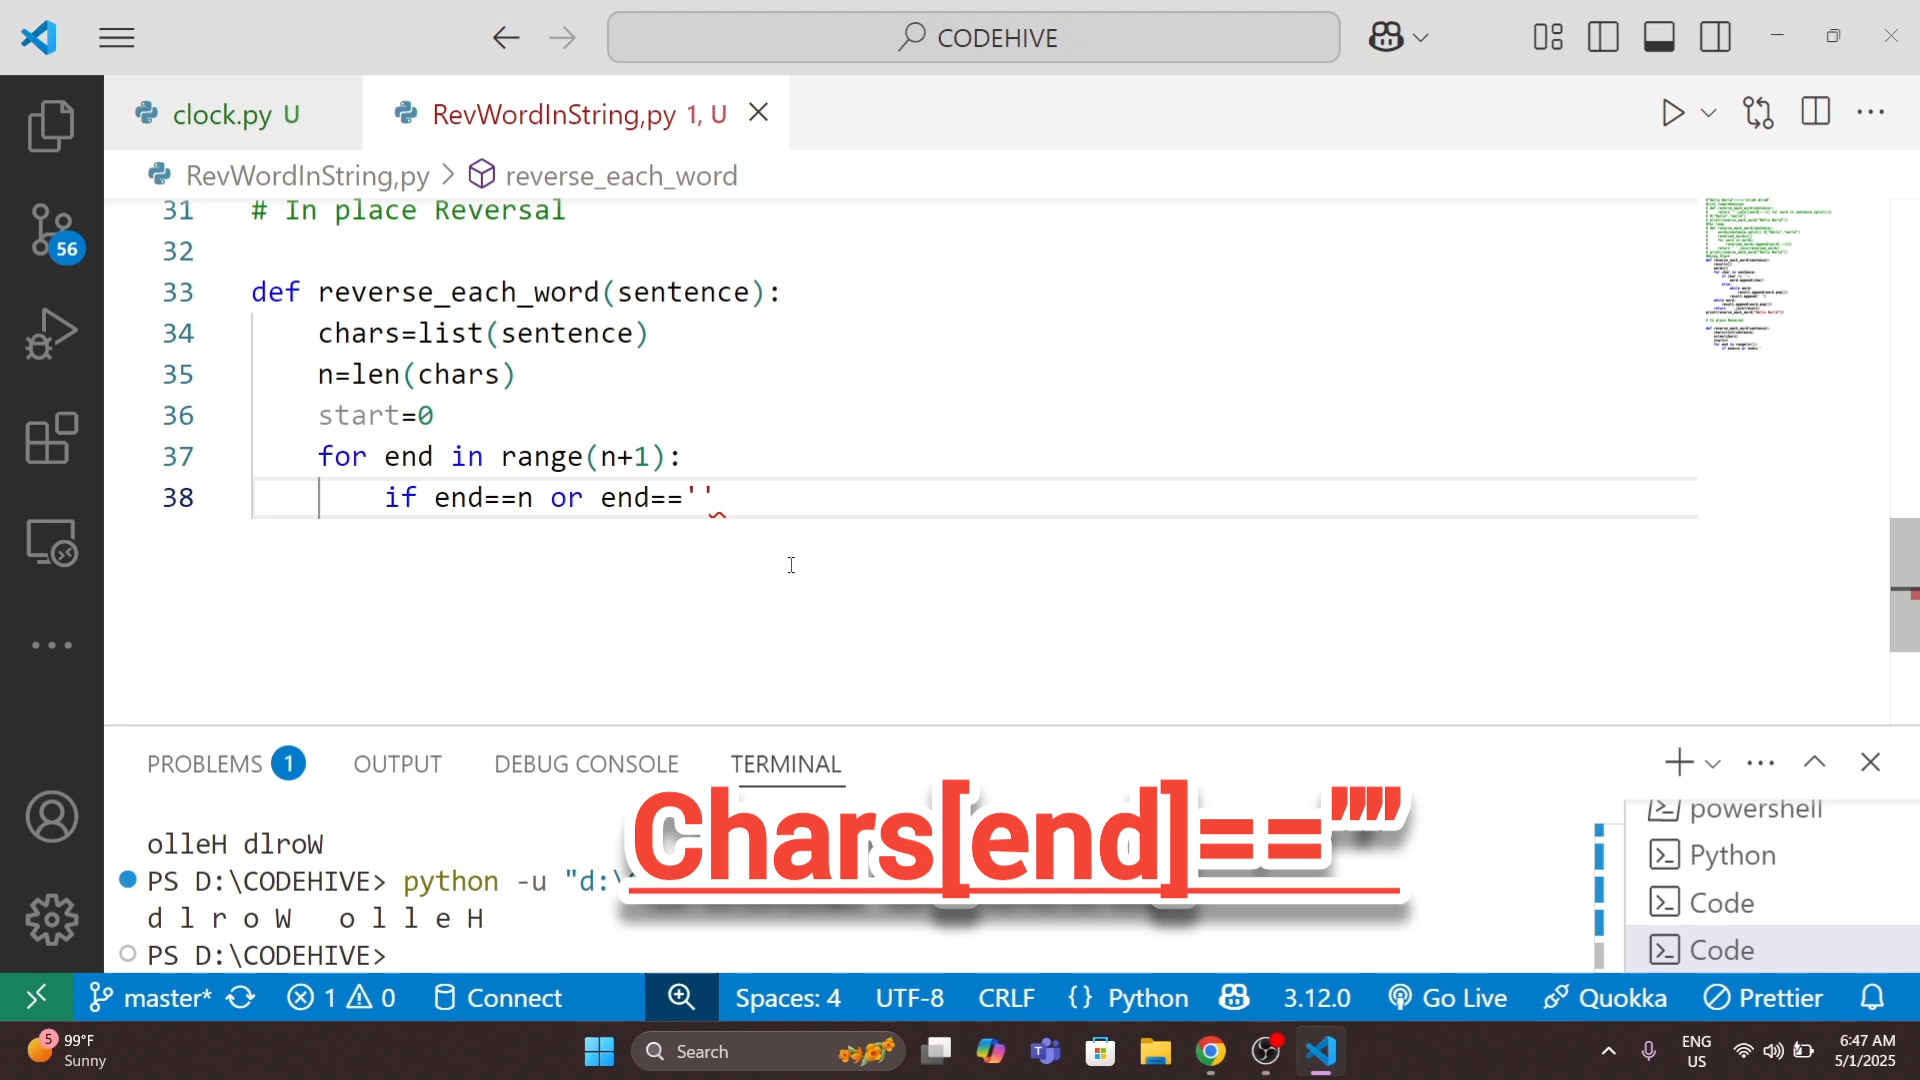 CODEHIVE
clock.py U
RevWordInString,py 1, U
RevWordInString,py > reverse_each_word
31 # In place Reversal
32
33 def reverse_each_word(sentence):
34 chars=list(sentence)
35 n=len(chars)
36 start=0
37 for end in range(n+1):
38 if end==n or end==''
56
PROBLEMS 1 OUTPUT DEBUG CONSOLE TERMINAL
olleH dlroW
PS D:\CODEHIVE> python -u "d:\
d l r o W   o l l e H
PS D:\CODEHIVE>
Chars[end]==""
powershell
Python
Code
Code
master* 1 0 Connect Spaces: 4 UTF-8 CRLF {} Python 3.12.0 Go Live Quokka Prettier
5 99°F
Sunny
Search
ENG
US
6:47 AM
5/1/2025